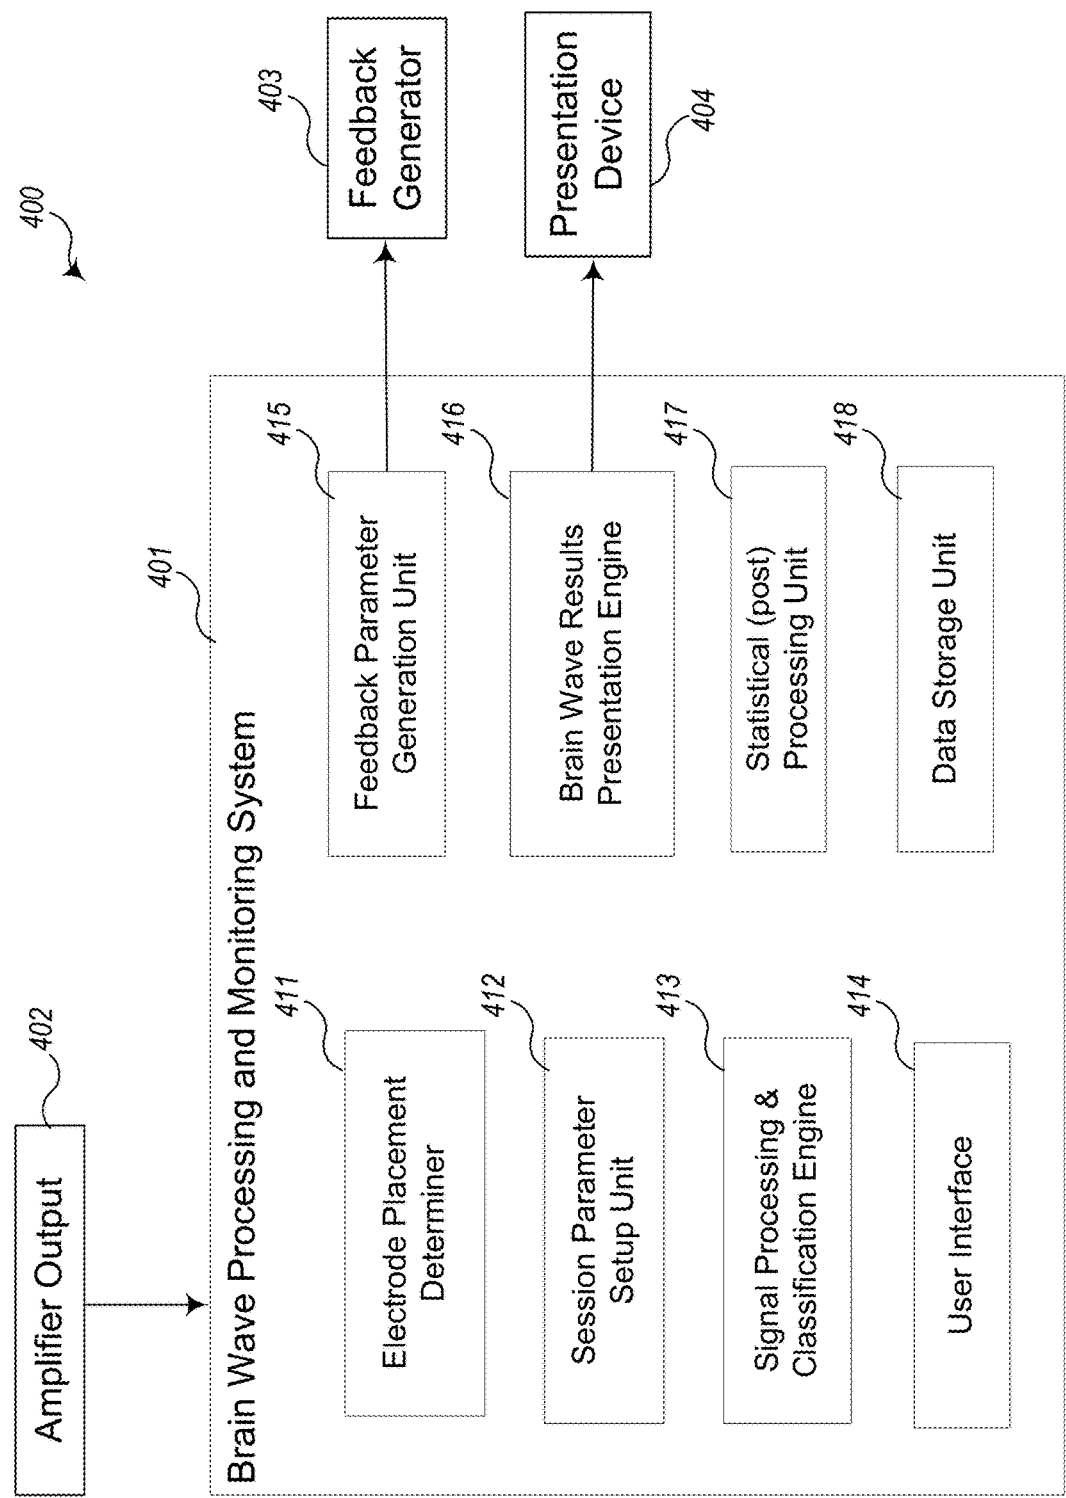 400
Amplifier Output
402
401
Brain Wave Processing and Monitoring System
411
Electrode Placement
Determiner
412
Session Parameter
Setup Unit
413
Signal Processing &
Classification Engine
414
User Interface
415
Feedback Parameter
Generation Unit
416
Brain Wave Results
Presentation Engine
417
Statistical (post)
Processing Unit
418
Data Storage Unit
403
Feedback
Generator
Presentation
Device
404